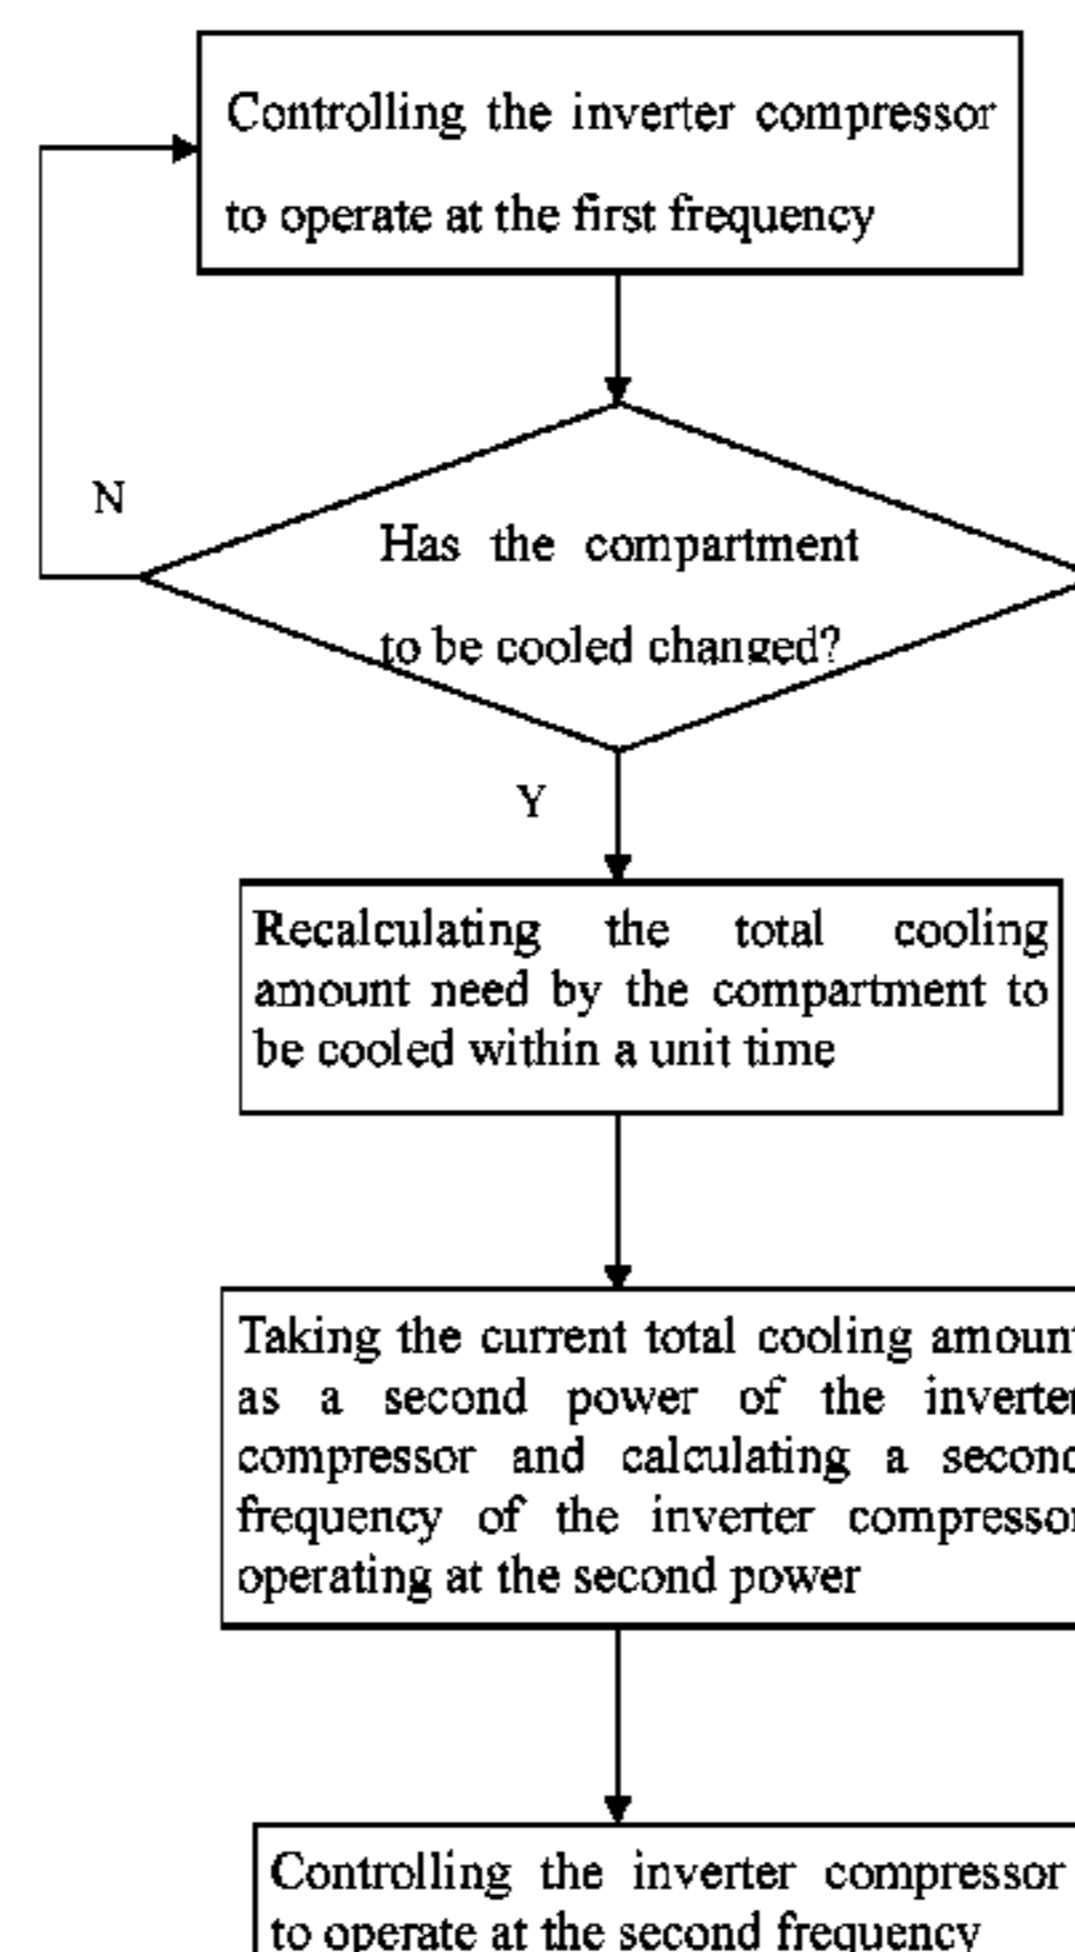 Controlling the inverter compressor
to operate at the first frequency
N
Has the compartment
to be cooled changed?
Y
Recalculating the total cooling
amount need by the compartment to
be cooled within a unit time
Taking the current total cooling amount
as a second power of the inverter
compressor and calculating a second
frequency of the inverter compressor
operating at the second power
Controlling the inverter compressor
to operate at the second frequency